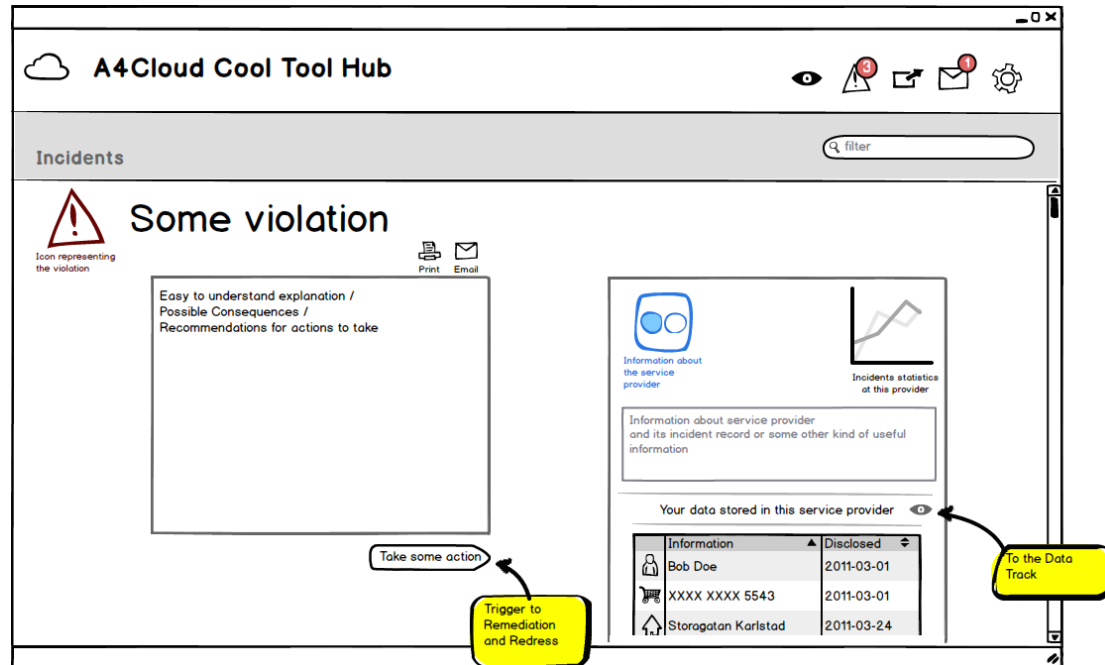 A4Cloud Cool Tool Hub
3
1
Incidents
filter
Some violation
Icon representing
the violation
Print Email
Easy to understand explanation /
Possible Consequences /
Recommendations for actions to take
Take some action
Trigger to
Remediation
and Redress
Information about
the service
provider
Incidents statistics
at this provider
Information about service provider
and its incident record or some other kind of useful
information
Your data stored in this service provider
To the Data
Track
Information Disclosed
Bob Doe 2011-03-01
XXXX XXXX 5543 2011-03-01
Storagatan Karlstad 2011-03-24